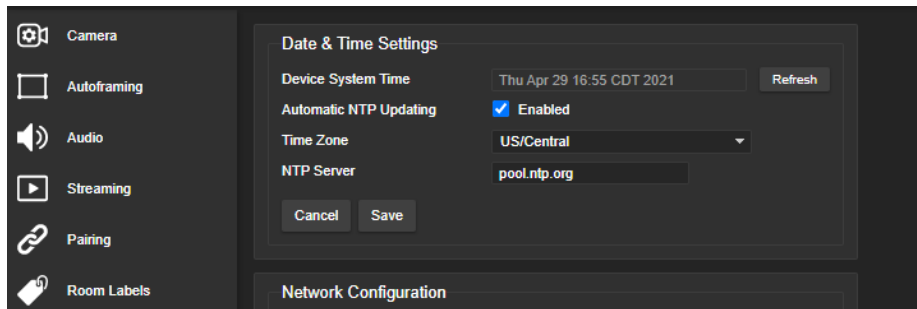 Camera
Autoframing
Audio
Streaming
Pairing
Room Labels
Date & Time Settings
Device System Time Thu Apr 29 16:55 CDT 2021 Refresh
Automatic NTP Updating Enabled
Time Zone US/Central
NTP Server pool.ntp.org
Cancel Save
Network Configuration